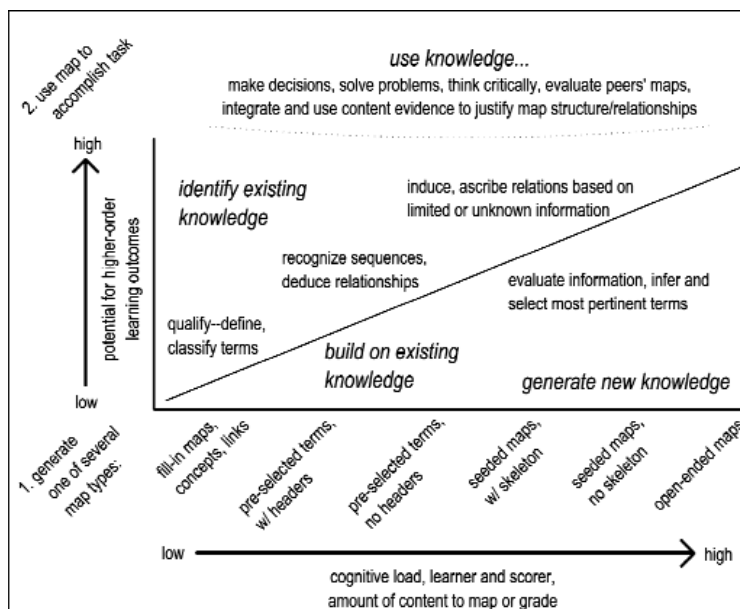 2. use map to
accomplish task
use knowledge...
make decisions, solve problems, think critically, evaluate peers' maps,
integrate and use content evidence to justify map structure/relationships
high
low
potential for higher-order
learning outcomes
identify existing
knowledge
induce, ascribe relations based on
limited or unknown information
recognize sequences,
deduce relationships
evaluate information, infer and
select most pertinent terms
qualify--define,
classify terms
build on existing
knowledge
generate new knowledge
1. generate
one of several
map types:
fill-in maps,
concepts, links
pre-selected terms,
w/ headers
pre-selected terms,
no headers
seeded maps,
w/ skeleton
seeded maps,
no skeleton
open-ended maps
low
high
cognitive load, learner and scorer,
amount of content to map or grade